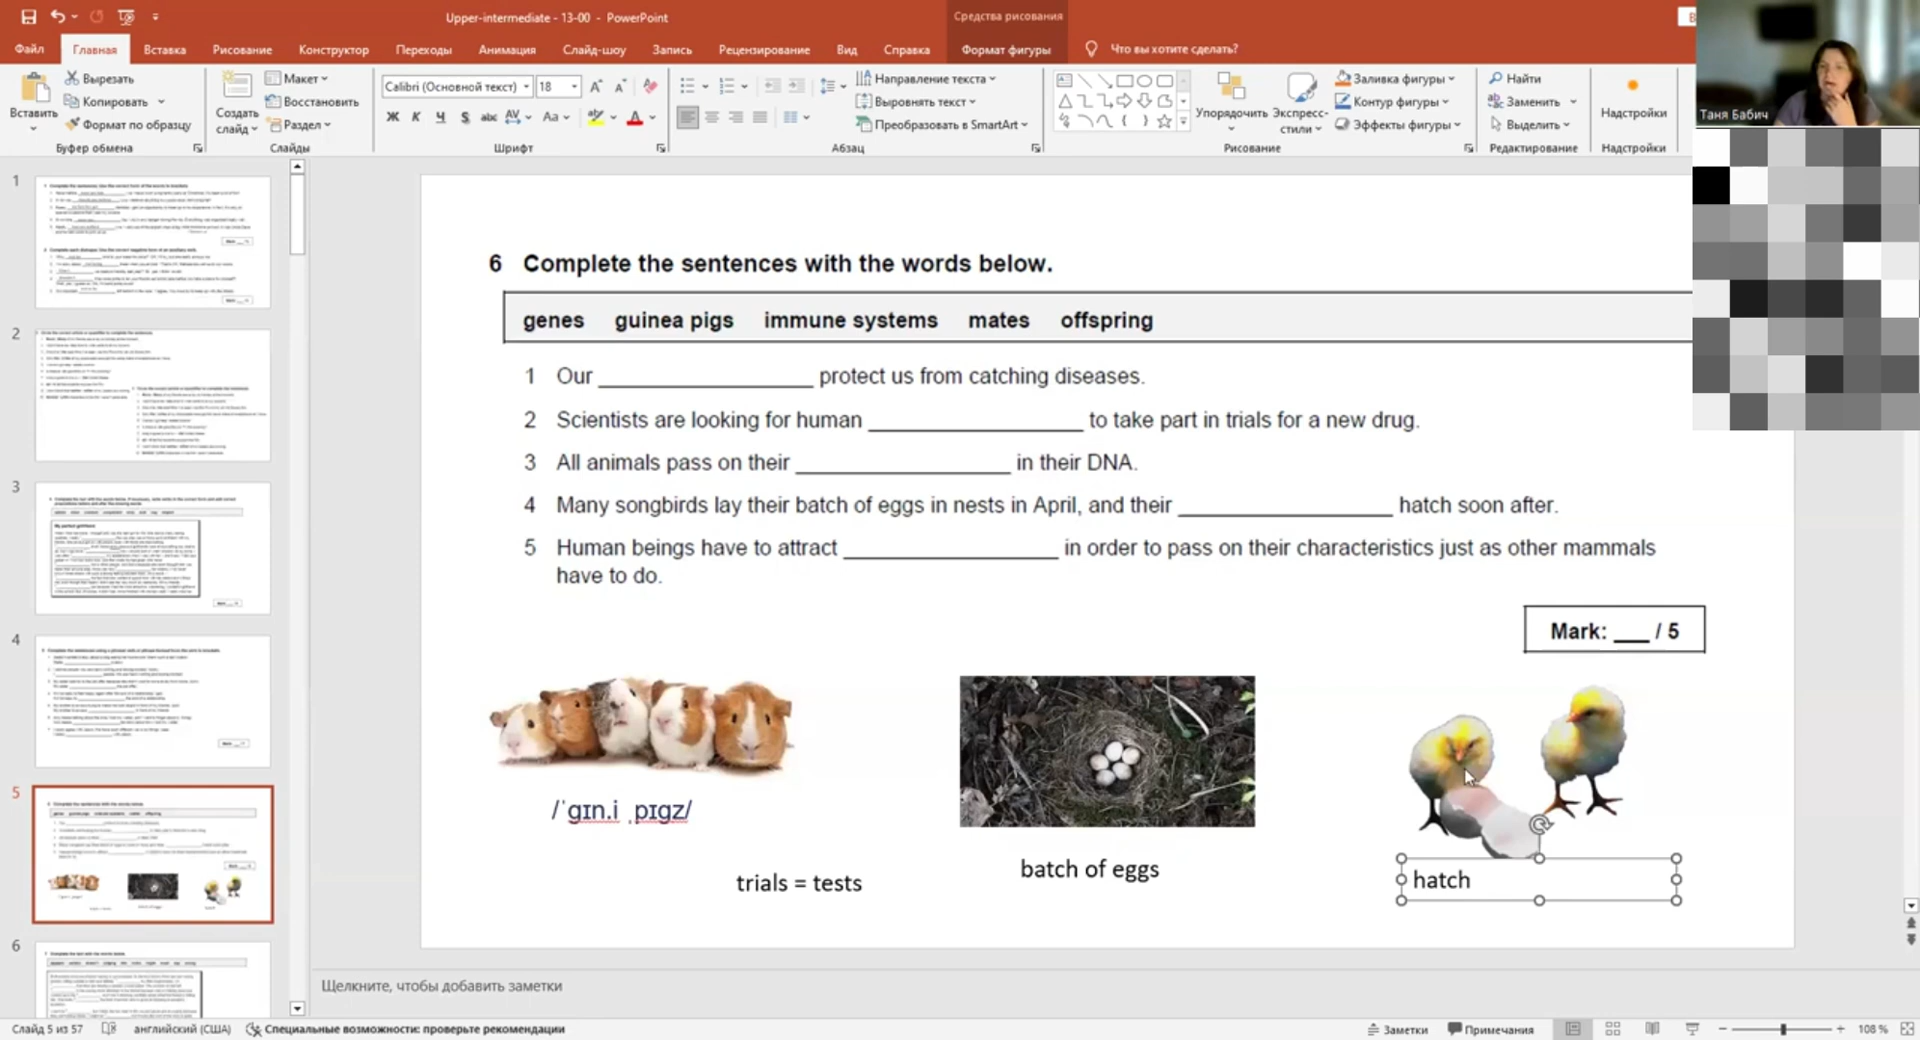 Upper-intermediate - 13-00 - PowerPoint
Средства рисования
Файл Главная Вставка Рисование Конструктор Переходы Анимация Слайд-шоу Запись Рецензирование Вид Справка Формат фигуры Что вы хотите сделать?
Вставить
Вырезать
Копировать
Формат по образцу
Буфер обмена
Создать слайд
Макет
Восстановить
Раздел
Слайды
Calibri (Основной текст) 18
Ж К Ч S abc AV Aa А
Шрифт
Направление текста
Выровнять текст
Преобразовать в SmartArt
Абзац
Упорядочить
Экспресс-стили
Заливка фигуры
Контур фигуры
Эффекты фигуры
Рисование
Найти
Заменить
Выделить
Редактирование
Надстройки
Надстройки
Таня Бабич
1
2
3
4
5
6
6 Complete the sentences with the words below.
genes guinea pigs immune systems mates offspring
1 Our ________________ protect us from catching diseases.
2 Scientists are looking for human ________________ to take part in trials for a new drug.
3 All animals pass on their ________________ in their DNA.
4 Many songbirds lay their batch of eggs in nests in April, and their ________________ hatch soon after.
5 Human beings have to attract ________________ in order to pass on their characteristics just as other mammals
have to do.
Mark: ___ / 5
/ˈɡɪn.i ˌpɪɡz/
trials = tests
batch of eggs
hatch
Щелкните, чтобы добавить заметки
Слайд 5 из 57 английский (США) Специальные возможности: проверьте рекомендации Заметки Примечания 108 %